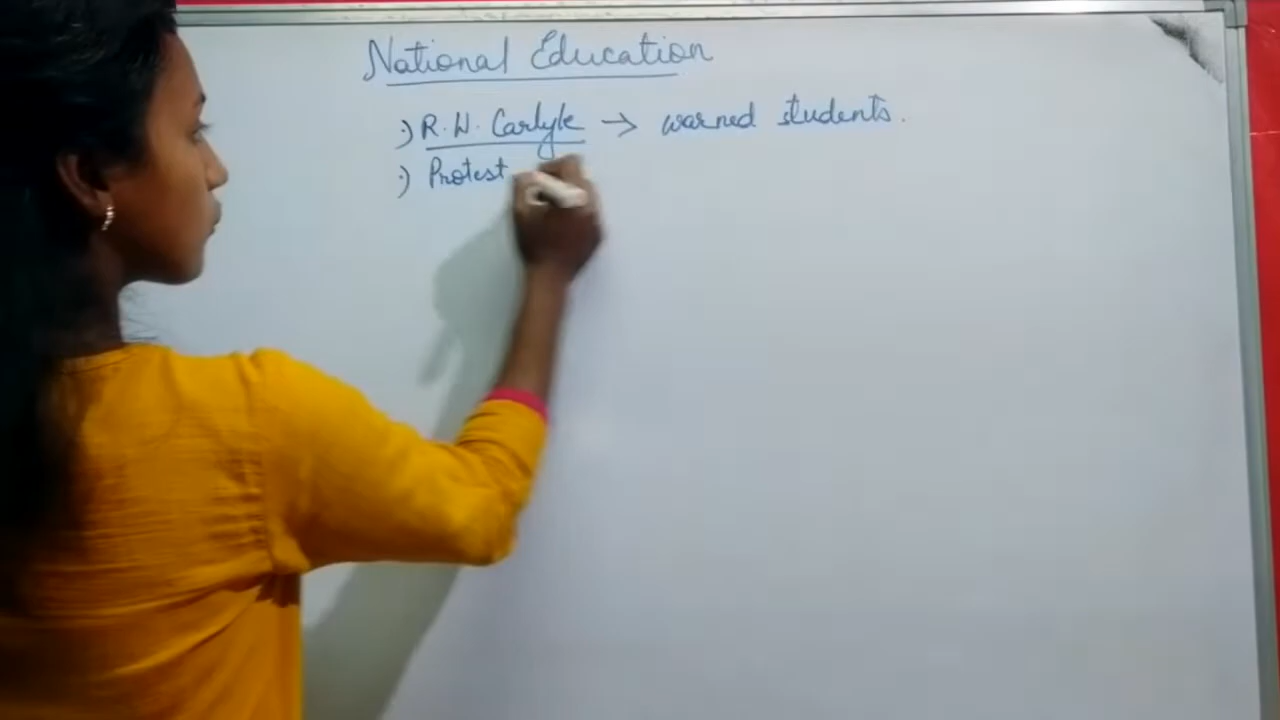 National Education
:) R.W. Carlyle → warned students.
:) Protest